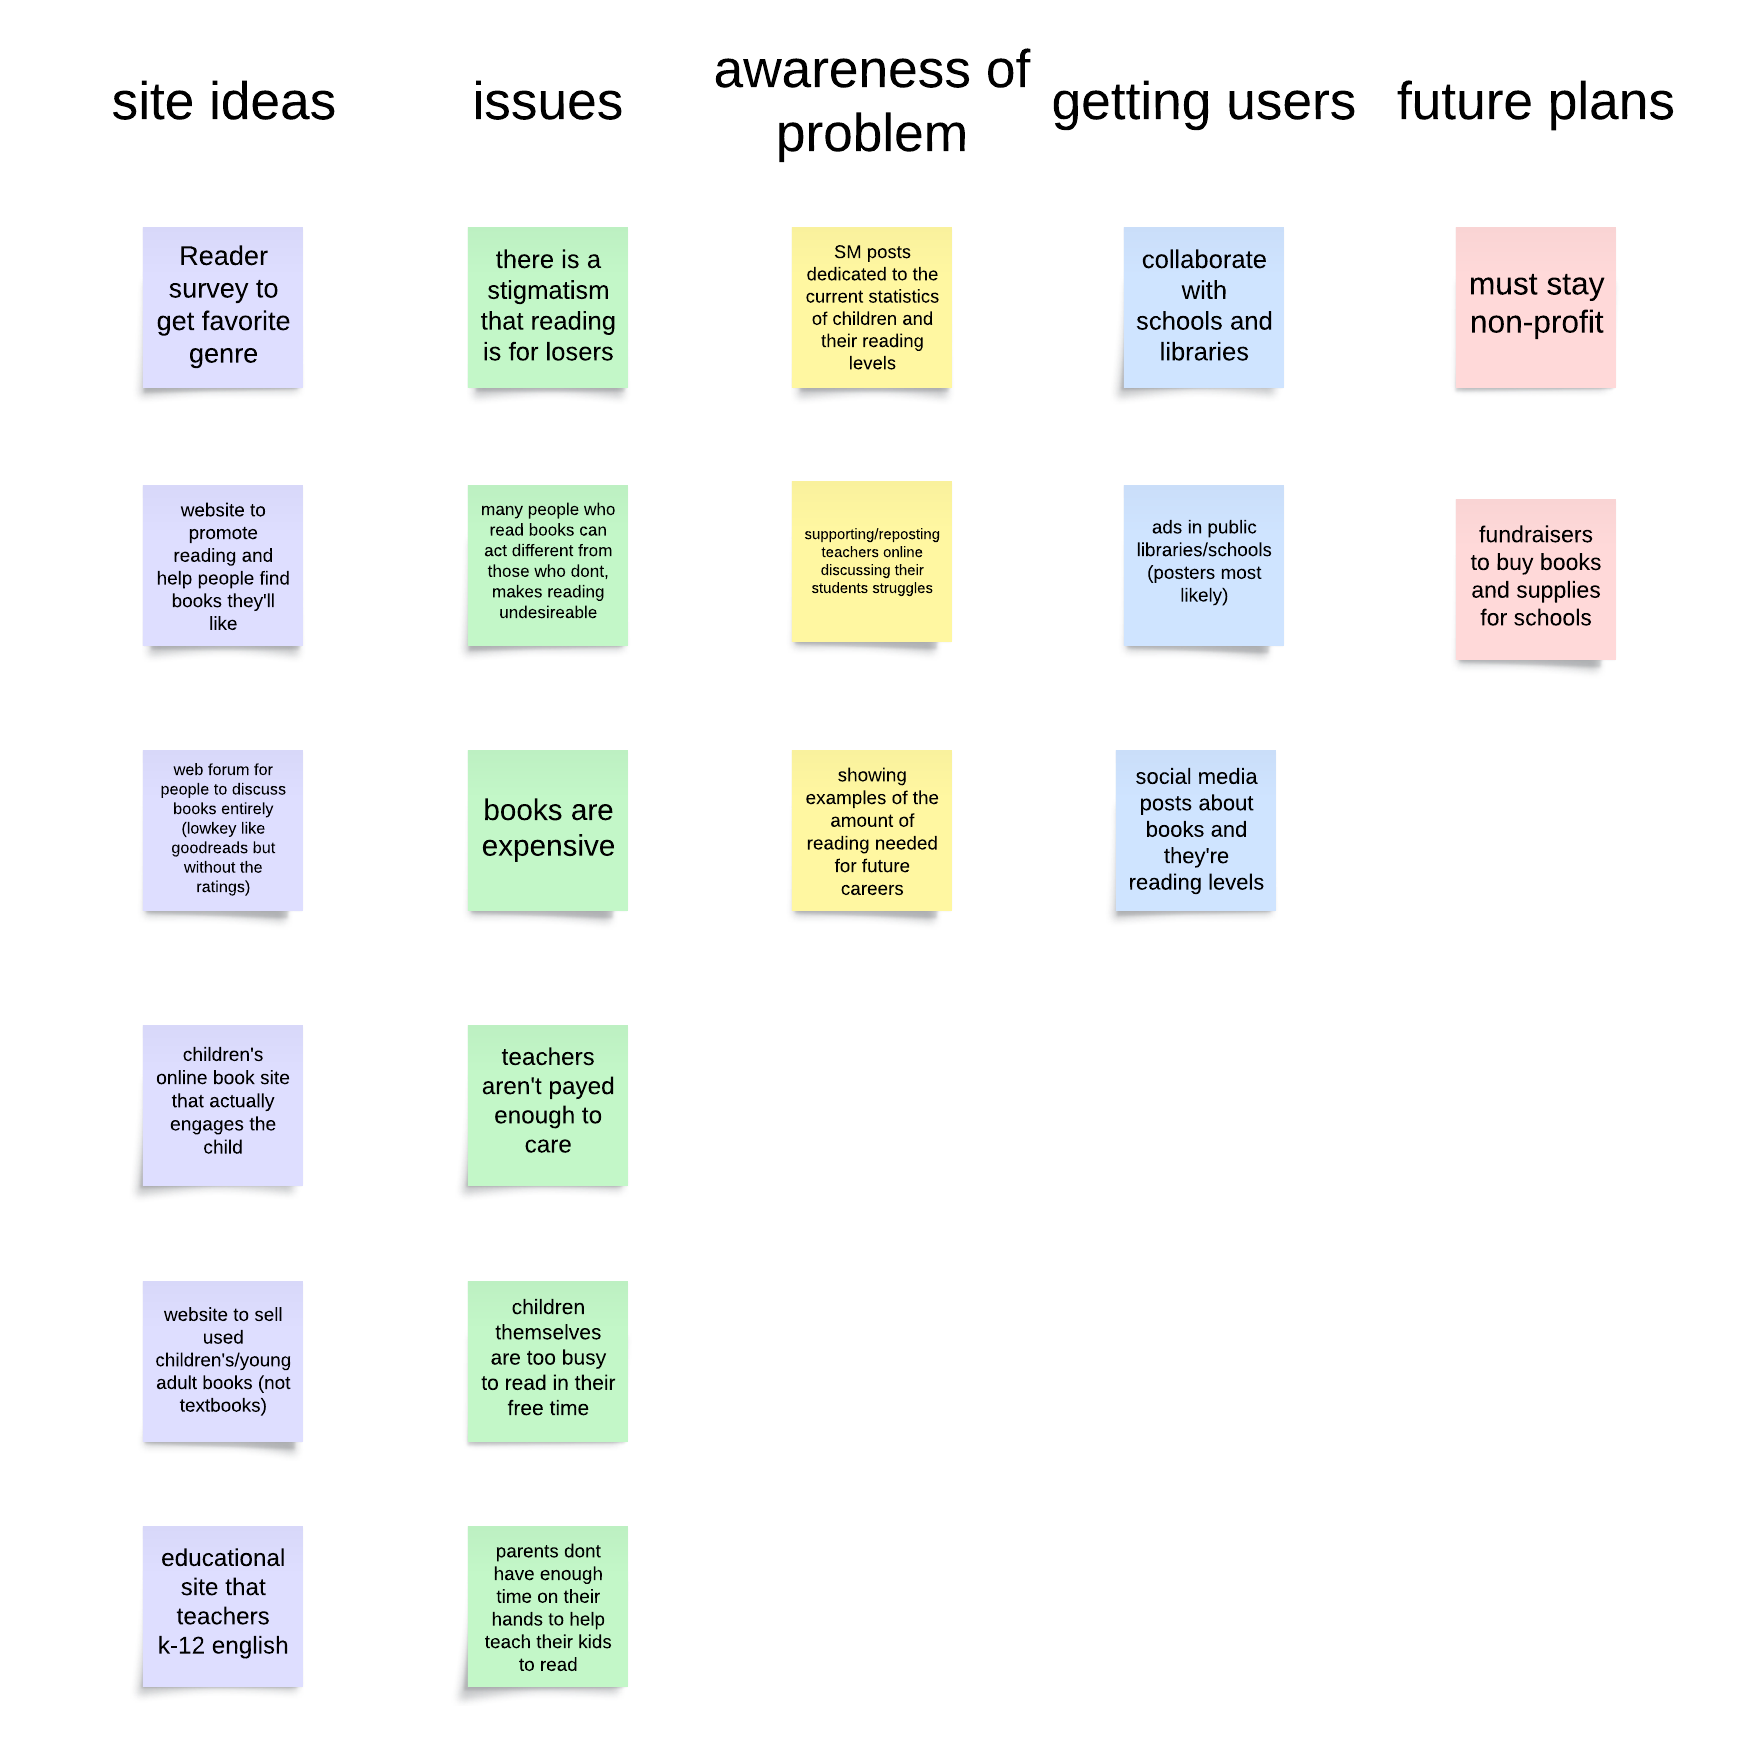 site ideas
issues
awareness of
problem
getting users
future plans
Reader
survey to
get favorite
genre
there is a
stigmatism
that reading
is for losers
SM posts
dedicated to the
current statistics
of children and
their reading
levels
collaborate
with
schools and
libraries
must stay
non-profit
website to
promote
reading and
help people find
books they'll
like
many people who
read books can
act different from
those who dont,
makes reading
undesireable
supporting/reposting
teachers online
discussing their
students struggles
ads in public
libraries/schools
(posters most
likely)
fundraisers
to buy books
and supplies
for schools
web forum for
people to discuss
books entirely
(lowkey like
goodreads but
without the
ratings)
books are
expensive
showing
examples of the
amount of
reading needed
for future
careers
social media
posts about
books and
they're
reading levels
children's
online book site
that actually
engages the
child
teachers
aren't payed
enough to
care
website to sell
used
children's/young
adult books (not
textbooks)
children
themselves
are too busy
to read in their
free time
educational
site that
teachers
k-12 english
parents dont
have enough
time on their
hands to help
teach their kids
to read